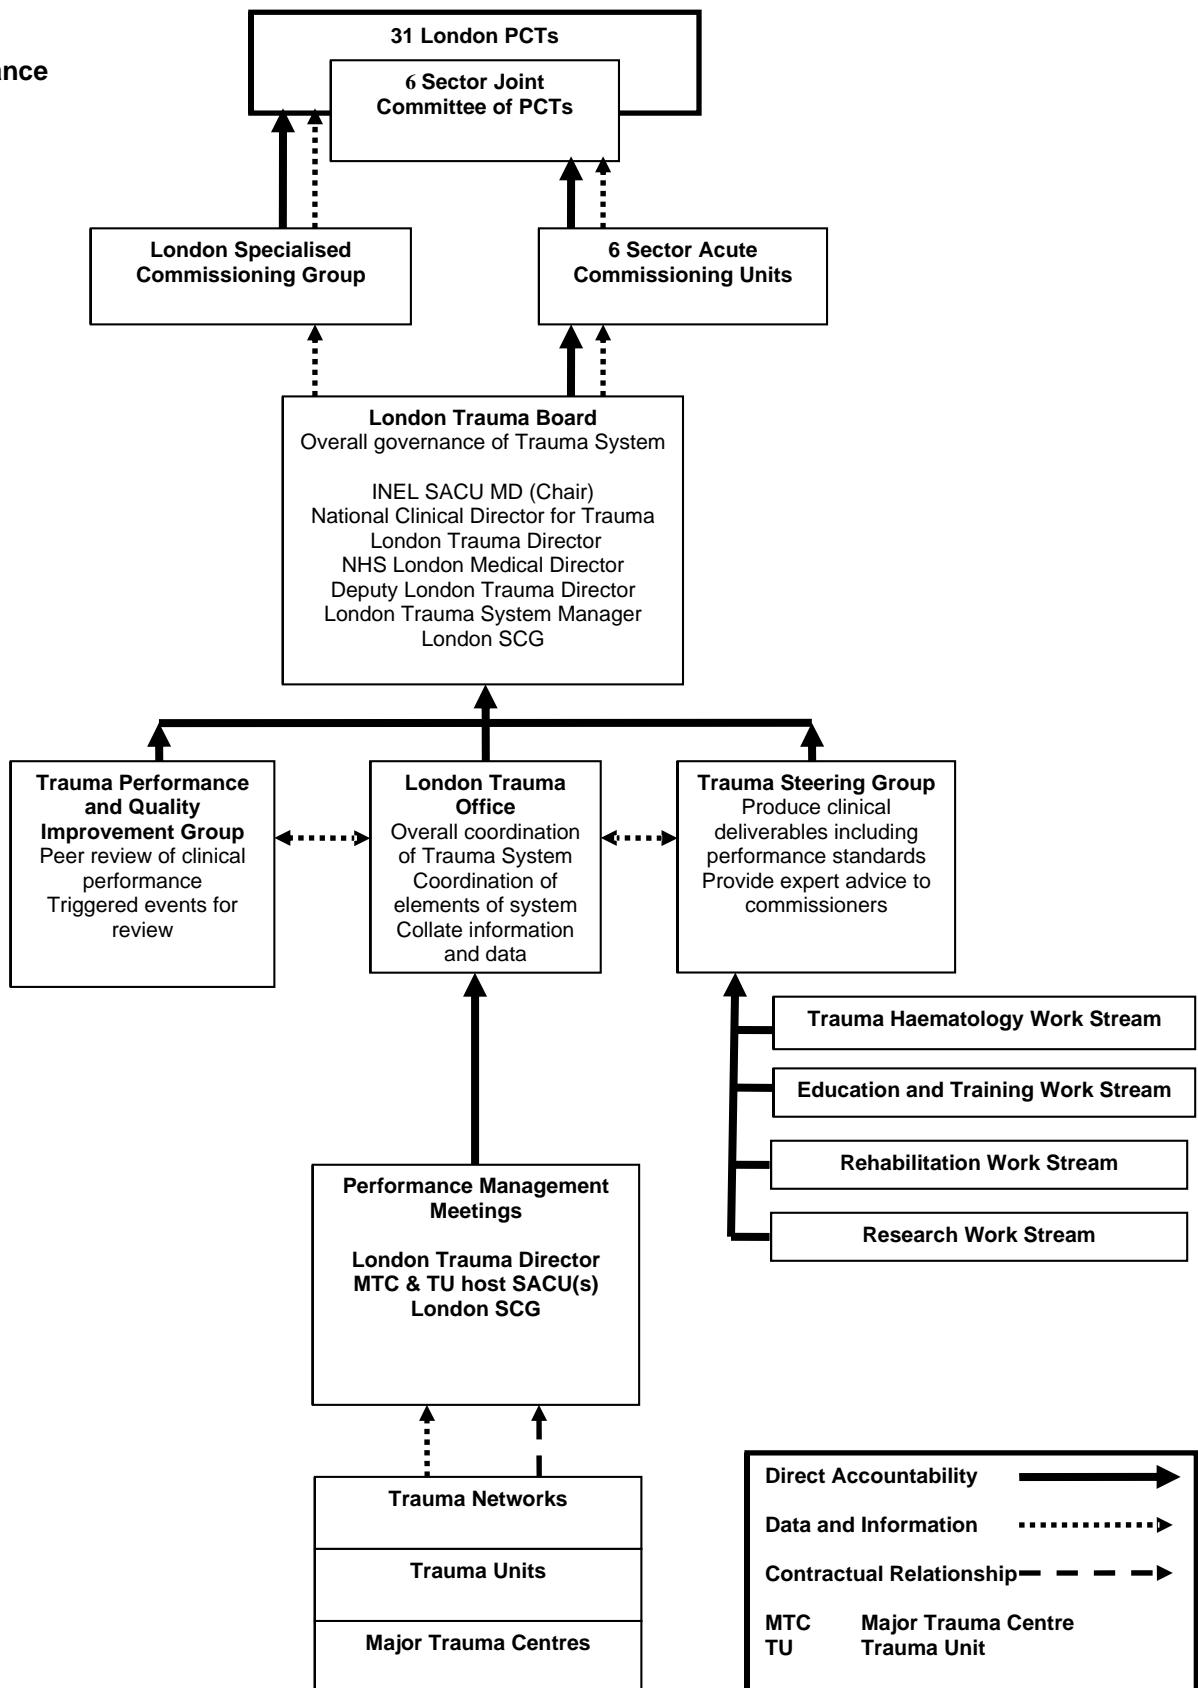 ance
31 London PCTs
6 Sector Joint
Committee of PCTs
London Specialised
Commissioning Group
6 Sector Acute
Commissioning Units
London Trauma Board
Overall governance of Trauma System
INEL SACU MD (Chair)
National Clinical Director for Trauma
London Trauma Director
NHS London Medical Director
Deputy London Trauma Director
London Trauma System Manager
London SCG
Trauma Performance
and Quality
Improvement Group
Peer review of clinical
performance
Triggered events for
review
London Trauma
Office
Overall coordination
of Trauma System
Coordination of
elements of system
Collate information
and data
Trauma Steering Group
Produce clinical
deliverables including
performance standards
Provide expert advice to
commissioners
Trauma Haematology Work Stream
Education and Training Work Stream
Rehabilitation Work Stream
Research Work Stream
Performance Management
Meetings
London Trauma Director
MTC & TU host SACU(s)
London SCG
Trauma Networks
Trauma Units
Major Trauma Centres
Direct Accountability
Data and Information
Contractual Relationship
MTC Major Trauma Centre
TU Trauma Unit